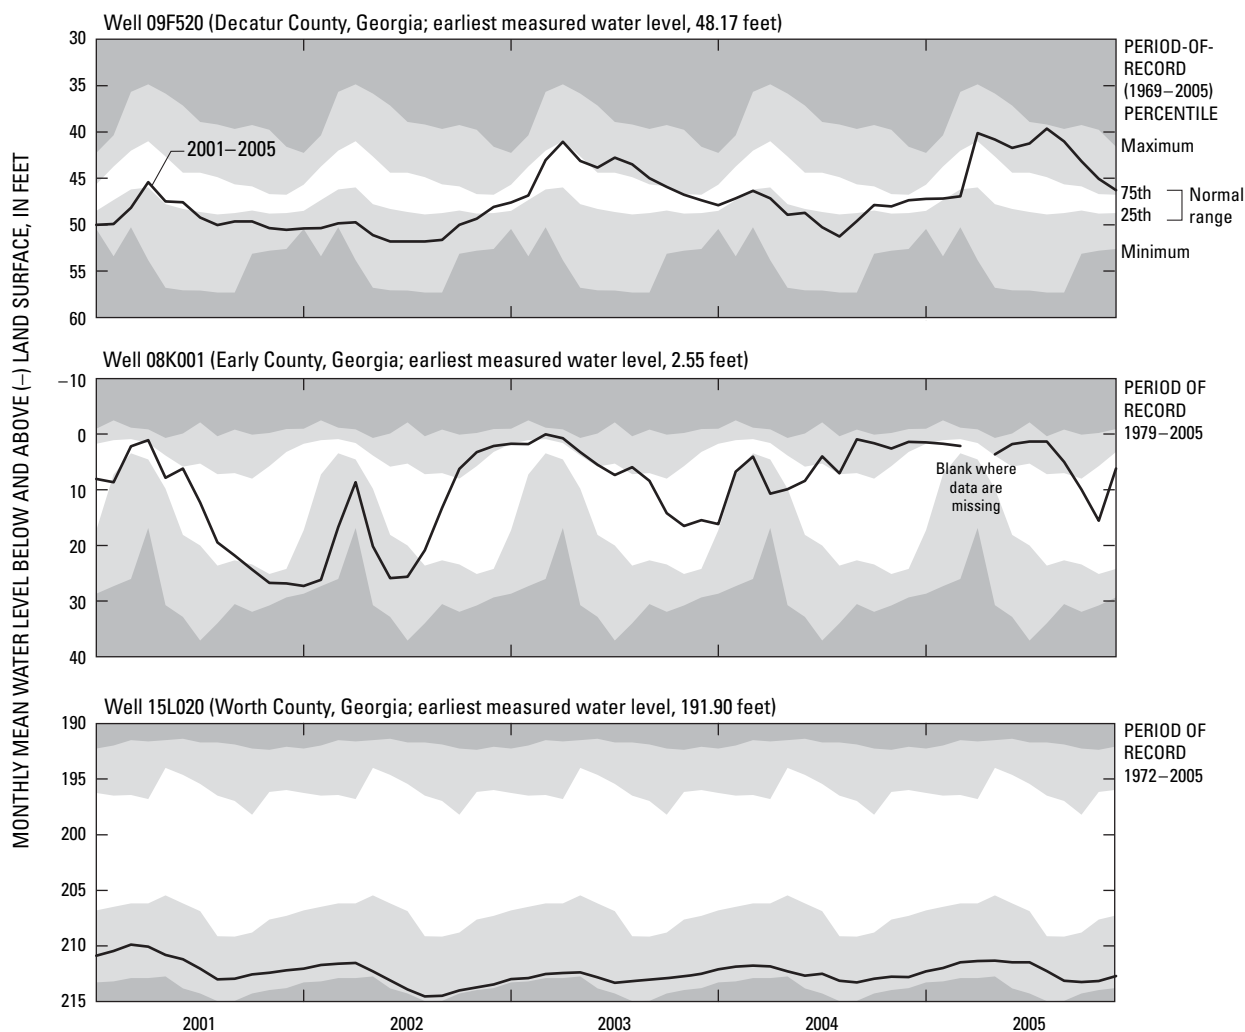 MONTHLY MEAN WATER LEVEL BELOW AND ABOVE (–) LAND SURFACE, IN FEET
Well 09F520 (Decatur County, Georgia; earliest measured water level, 48.17 feet)
30
35
40
45
50
55
60
2001–2005
PERIOD-OF-
RECORD
(1969–2005)
PERCENTILE
Maximum
75th
25th
Normal
range
Minimum
Well 08K001 (Early County, Georgia; earliest measured water level, 2.55 feet)
–10
0
10
20
30
40
Blank where
data are
missing
PERIOD OF
RECORD
1979–2005
Well 15L020 (Worth County, Georgia; earliest measured water level, 191.90 feet)
190
195
200
205
210
215
PERIOD OF
RECORD
1972–2005
2001
2002
2003
2004
2005